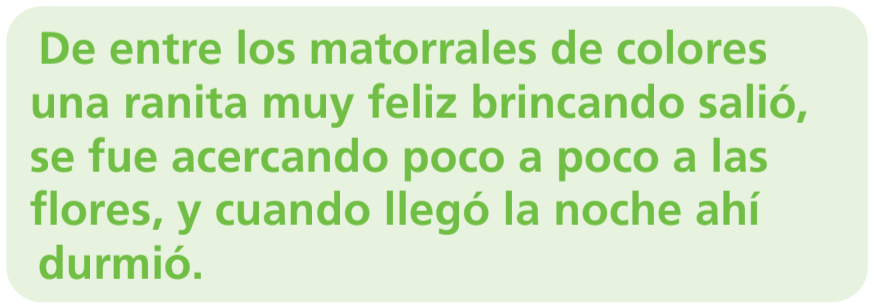 De entre los matorrales de colores
una ranita muy feliz brincando salió,
se fue acercando poco a poco a las
flores, y cuando llegó la noche ahí
durmió.